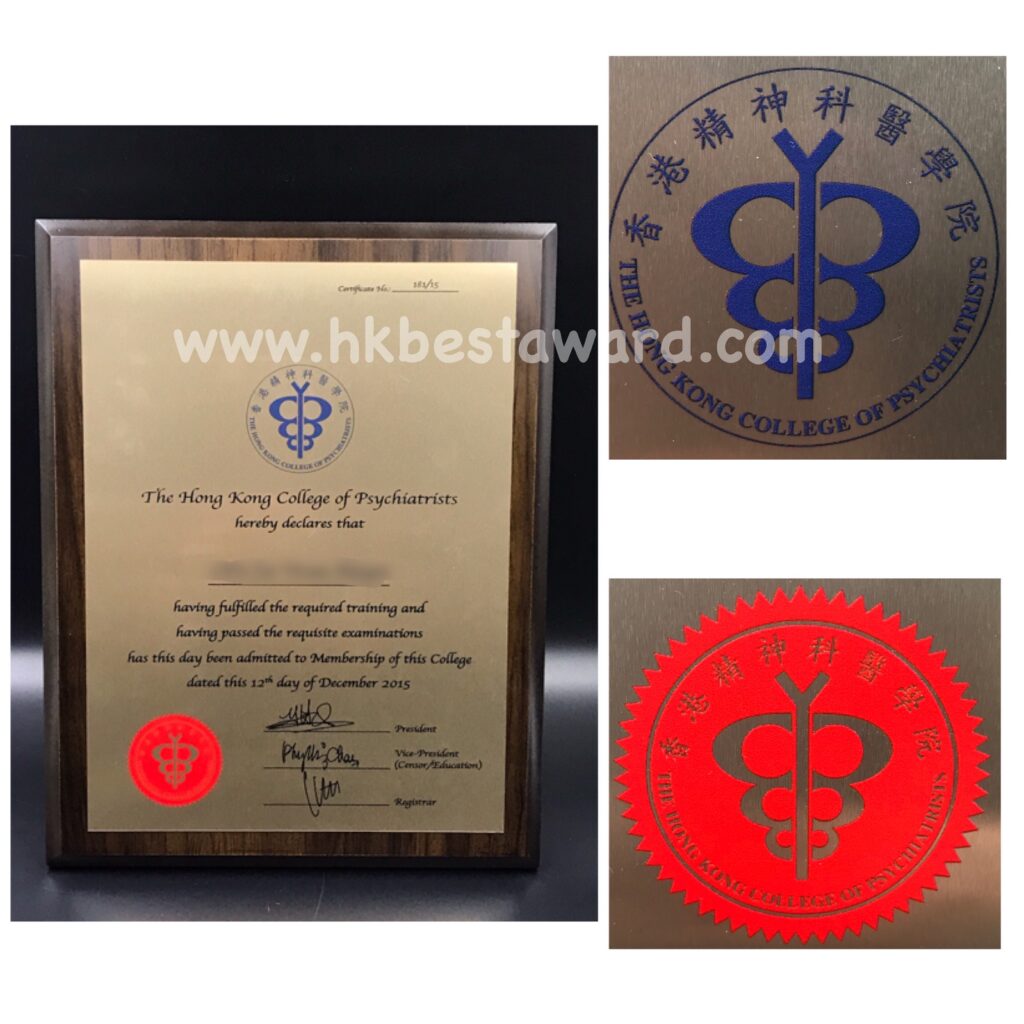 Certificate No: 181/15
www.hkbestaward.com
香港精神科醫學院
THE HONG KONG COLLEGE OF PSYCHIATRISTS
The Hong Kong College of Psychiatrists
hereby declares that
having fulfilled the required training and
having passed the requisite examinations
has this day been admitted to Membership of this College
dated this 12th day of December 2015
President
Vice-President
(Censor/Education)
Registrar
香港精神科醫學院
THE HONG KONG COLLEGE OF PSYCHIATRISTS
香港精神科醫學院
THE HONG KONG COLLEGE OF PSYCHIATRISTS